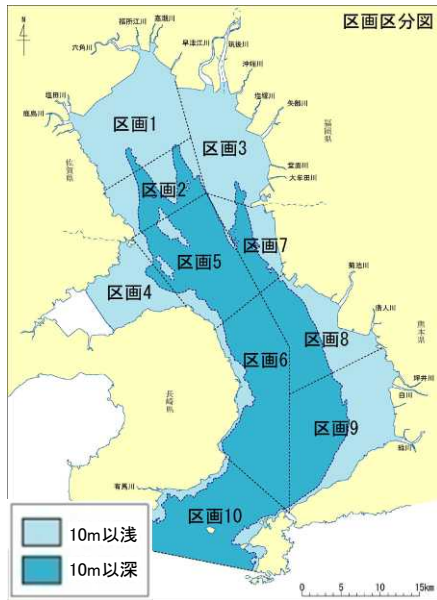 区画区分図
N
福所江川
嘉瀬川
六角川
早津江川
筑後川
沖端川
塩田川
鹿島川
塩塚川
矢部川
福岡県
区画1
区画3
佐賀県
堂面川
大牟田川
区画2
区画7
区画5
区画4
菊池川
唐人川
熊本県
区画8
区画6
坪井川
白川
長崎県
区画9
緑川
有馬川
区画10
10m以浅
10m以深
0 5 10 15km